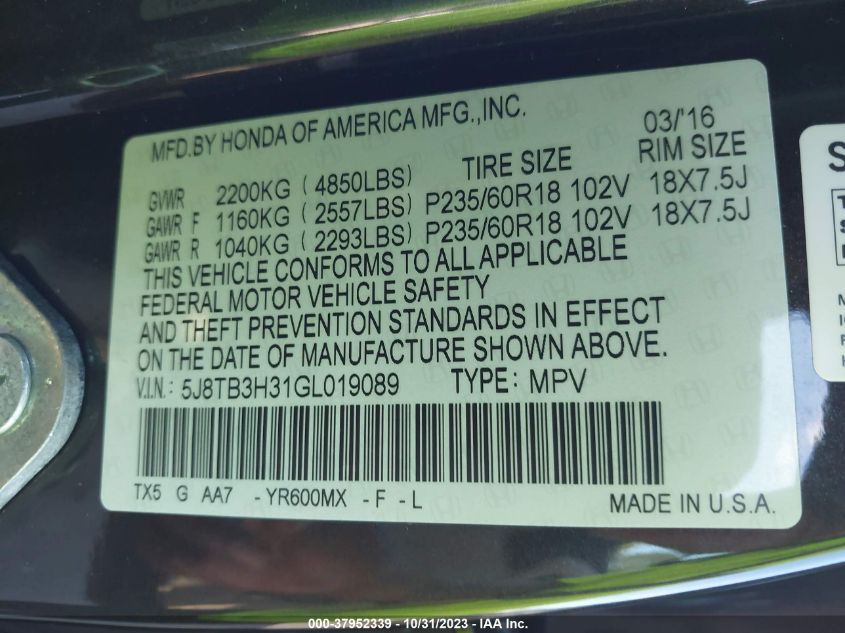 MFD.BY HONDA OF AMERICA MFG.,INC. 03/'16
TIRE SIZE RIM SIZE
GVWR 2200KG (4850LBS)
GAWR F 1160KG (2557LBS) P235/60R18 102V 18X7.5J
GAWR R 1040KG (2293LBS) P235/60R18 102V 18X7.5J
THIS VEHICLE CONFORMS TO ALL APPLICABLE
FEDERAL MOTOR VEHICLE SAFETY
AND THEFT PREVENTION STANDARDS IN EFFECT
ON THE DATE OF MANUFACTURE SHOWN ABOVE.
V.I.N.: 5J8TB3H31GL019089 TYPE: MPV
TX5 G AA7 -YR600MX -F -L MADE IN U.S.A.
000-37952339 - 10/31/2023 - IAA Inc.